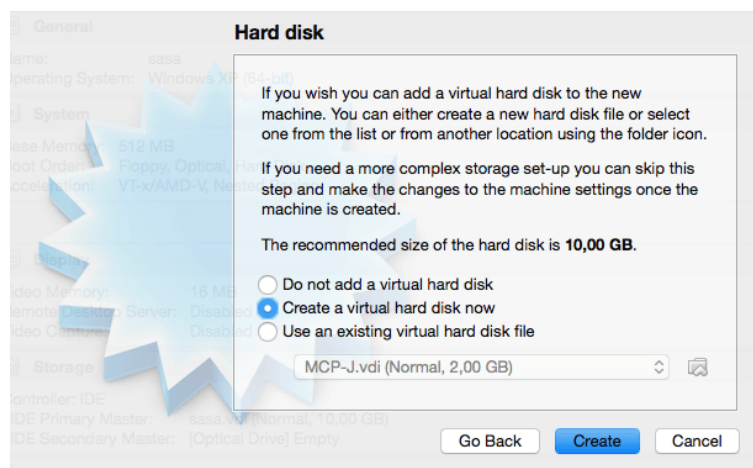 General
Name: sasa
Operating System: Windows XP (64-bit)
System
Base Memory: 512 MB
Boot Order: Floppy, Optical, Hard
Acceleration: VT-x/AMD-V, Nested
Display
Video Memory: 16 MB
Remote Desktop Server: Disabled
Video Capture: Disabled
Storage
Controller: IDE
IDE Primary Master: sasa.vdi (Normal, 10,00 GB)
IDE Secondary Master: [Optical Drive] Empty
Hard disk
If you wish you can add a virtual hard disk to the new
machine. You can either create a new hard disk file or select
one from the list or from another location using the folder icon.
If you need a more complex storage set-up you can skip this
step and make the changes to the machine settings once the
machine is created.
The recommended size of the hard disk is 10,00 GB.
Do not add a virtual hard disk
Create a virtual hard disk now
Use an existing virtual hard disk file
MCP-J.vdi (Normal, 2,00 GB)
Go Back Create Cancel